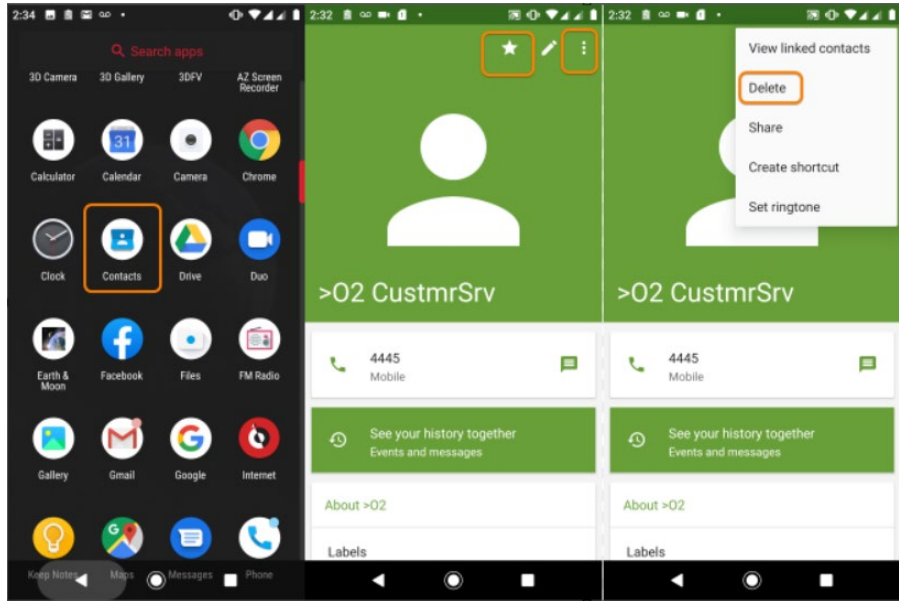 2:34
Search apps
3D Camera 3D Gallery 3DFV AZ Screen
Recorder
31
Calculator Calendar Camera Chrome
Clock Contacts Drive Duo
Earth & Facebook Files FM Radio
Moon
Gallery Gmail Google Internet
Keep Notes Maps Messages Phone
2:32
>O2 CustmrSrv
4445
Mobile
See your history together
Events and messages
About >O2
Labels
2:32
View linked contacts
Delete
Share
Create shortcut
Set ringtone
>O2 CustmrSrv
4445
Mobile
See your history together
Events and messages
About >O2
Labels